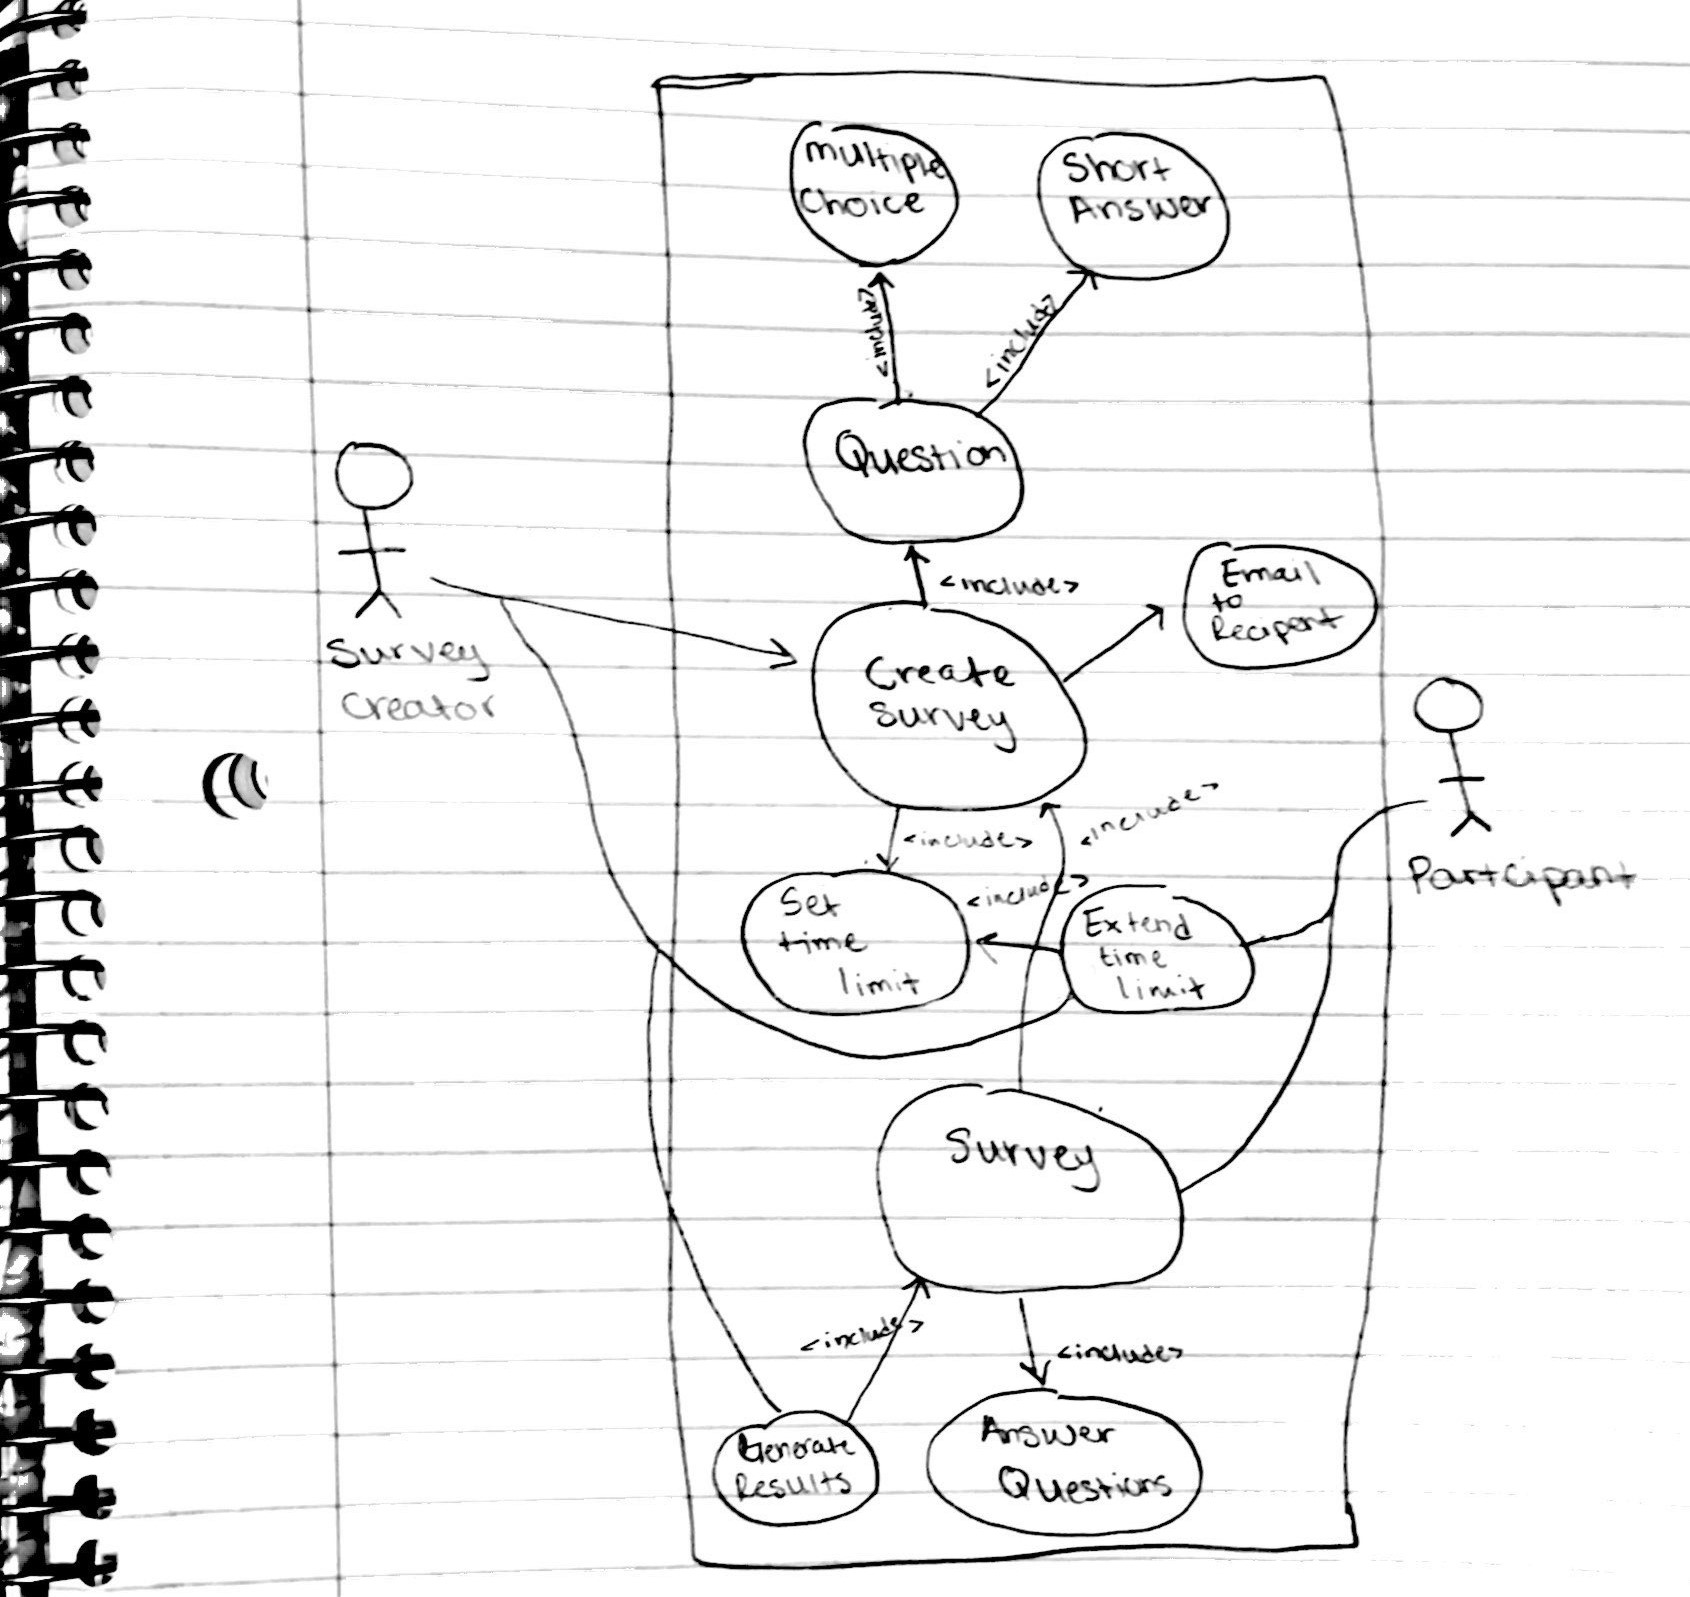 multiple
Choice
Short
Answer
<include>
<include>
Question
<include>
Email
to
Recipent
Survey
Creator
Create
Survey
<include>
<include>
Participant
<include>
Set
time
limit
Extend
time
limit
Survey
<include>
<include>
Generate
Results
Answer
Questions